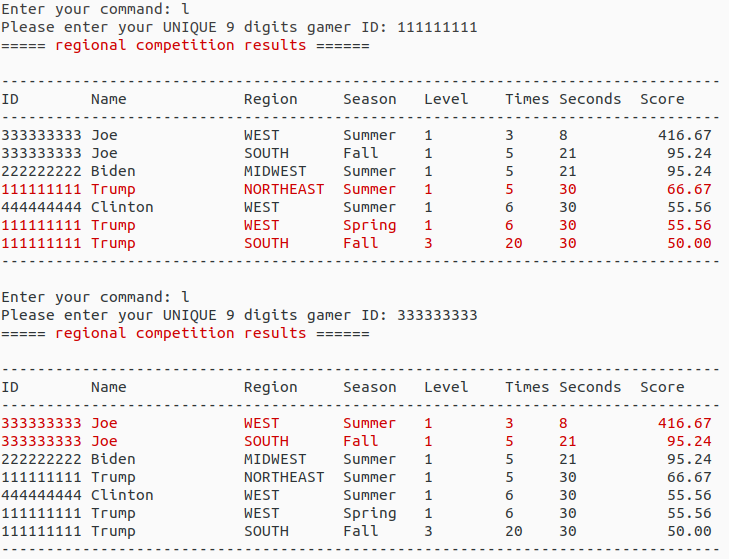 Enter your command: l
Please enter your UNIQUE 9 digits gamer ID: 111111111
===== regional competition results ======
--------------------------------------------------------------------------------
ID        Name             Region     Season   Level    Times Seconds  Score
--------------------------------------------------------------------------------
333333333 Joe              WEST       Summer   1        3     8          416.67
333333333 Joe              SOUTH      Fall     1        5     21          95.24
222222222 Biden            MIDWEST    Summer   1        5     21          95.24
111111111 Trump            NORTHEAST  Summer   1        5     30          66.67
444444444 Clinton          WEST       Summer   1        6     30          55.56
111111111 Trump            WEST       Spring   1        6     30          55.56
111111111 Trump            SOUTH      Fall     3        20    30          50.00
--------------------------------------------------------------------------------
Enter your command: l
Please enter your UNIQUE 9 digits gamer ID: 333333333
===== regional competition results ======
--------------------------------------------------------------------------------
ID        Name             Region     Season   Level    Times Seconds  Score
--------------------------------------------------------------------------------
333333333 Joe              WEST       Summer   1        3     8          416.67
333333333 Joe              SOUTH      Fall     1        5     21          95.24
222222222 Biden            MIDWEST    Summer   1        5     21          95.24
111111111 Trump            NORTHEAST  Summer   1        5     30          66.67
444444444 Clinton          WEST       Summer   1        6     30          55.56
111111111 Trump            WEST       Spring   1        6     30          55.56
111111111 Trump            SOUTH      Fall     3        20    30          50.00
--------------------------------------------------------------------------------